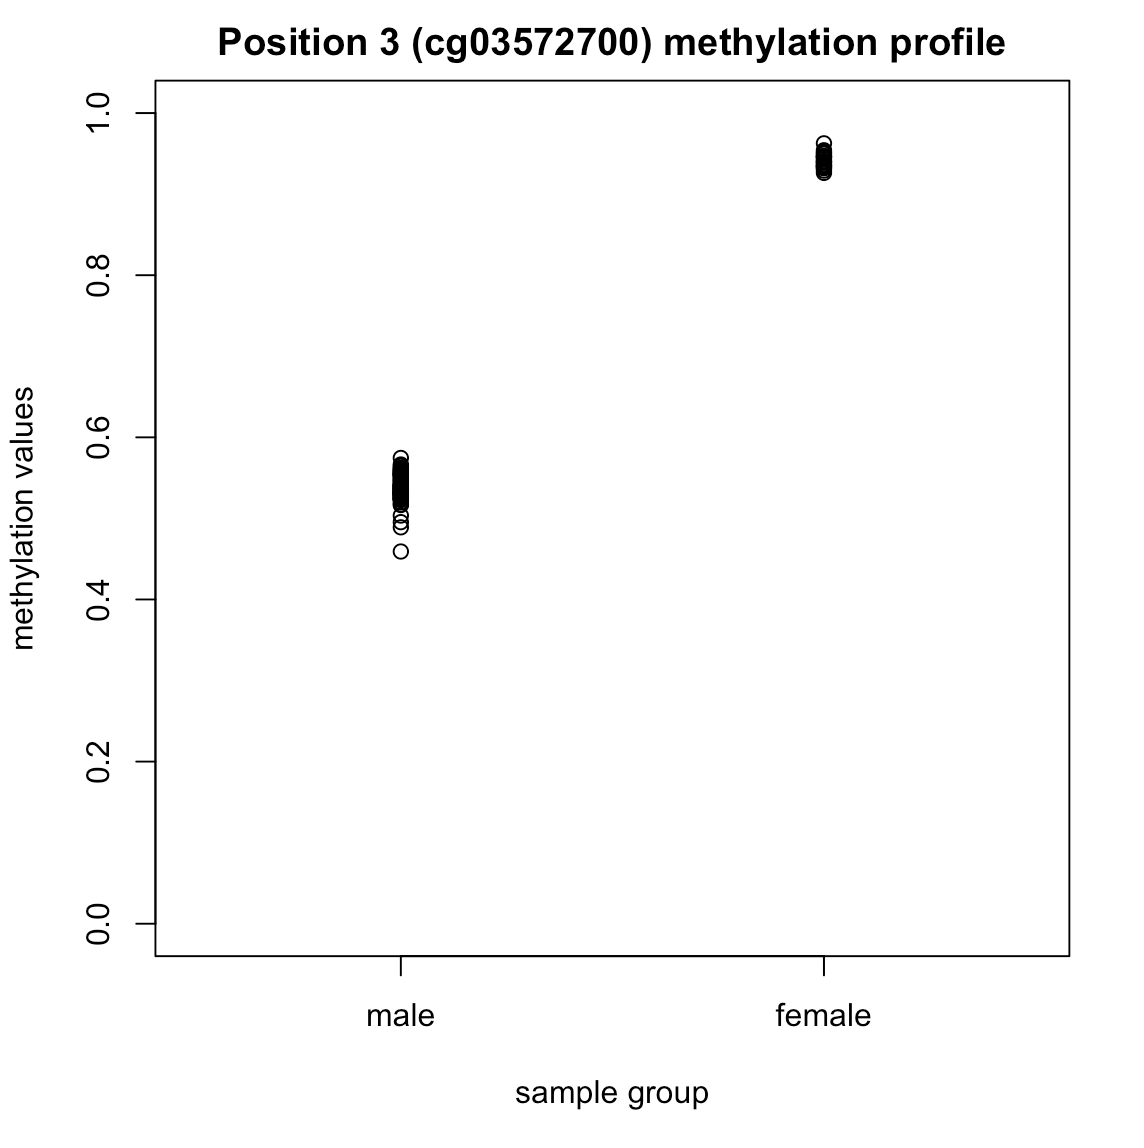 Position 3 (cg03572700) methylation profile
methylation values
1.0
0.8
0.6
0.4
0.2
0.0
male
female
sample group